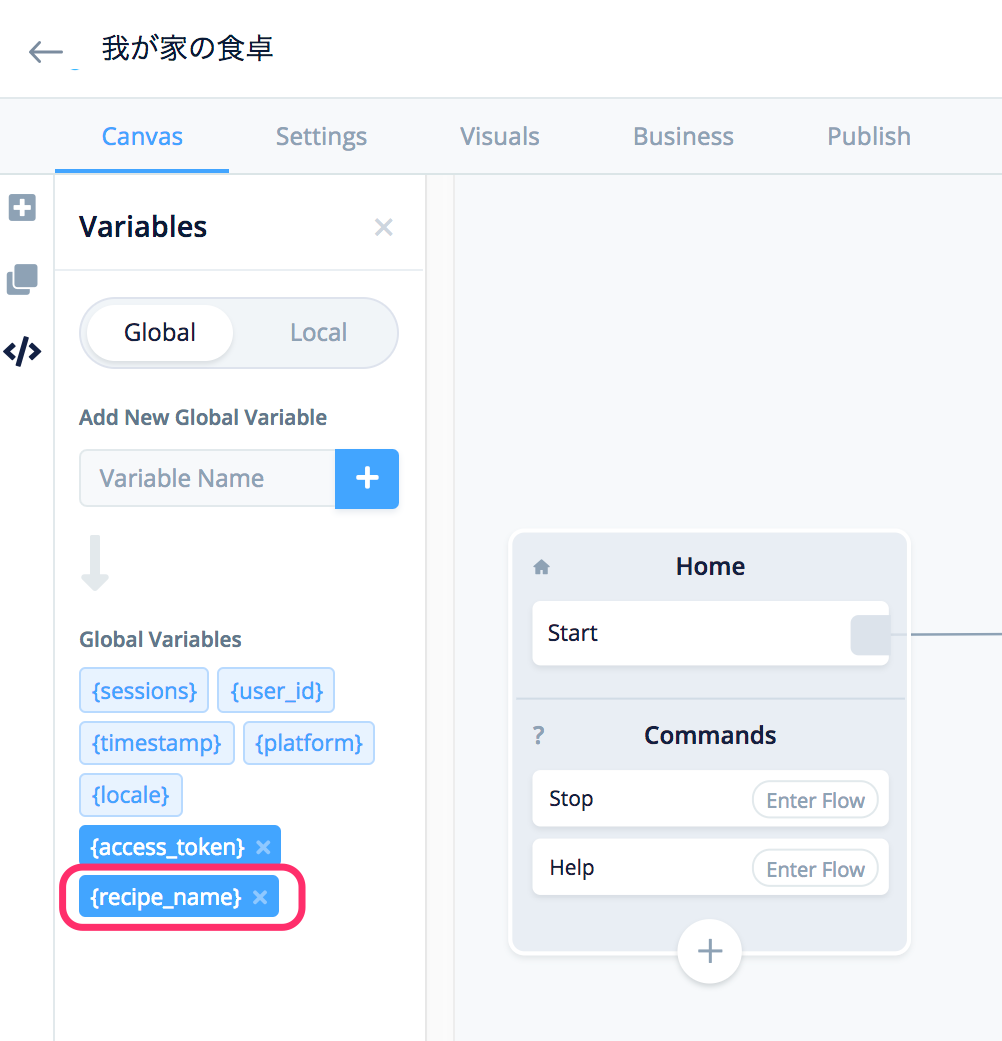 我が家の食卓
Canvas Settings Visuals Business Publish
Variables
Global Local
Add New Global Variable
Variable Name
Global Variables
{sessions} {user_id}
{timestamp} {platform}
{locale}
{access_token}
{recipe_name}
Home
Start
? Commands
Stop Enter Flow
Help Enter Flow